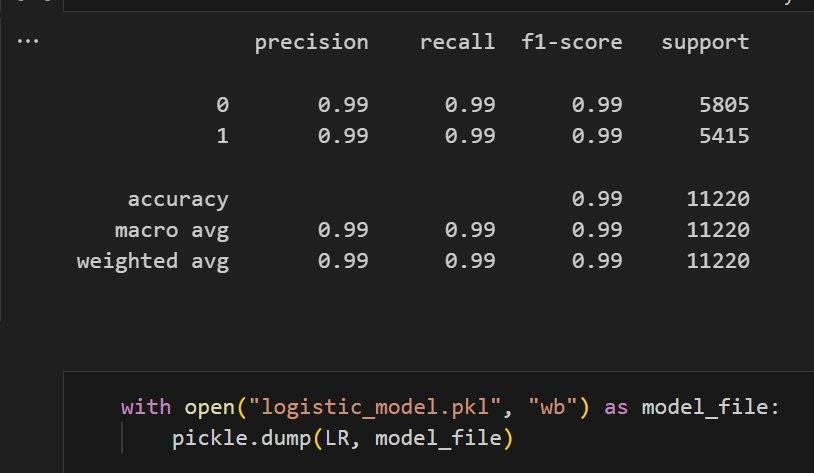 ...
precision recall f1-score support
0 0.99 0.99 0.99 5805
1 0.99 0.99 0.99 5415
accuracy 0.99 11220
macro avg 0.99 0.99 0.99 11220
weighted avg 0.99 0.99 0.99 11220
with open("logistic_model.pkl", "wb") as model_file:
pickle.dump(LR, model_file)